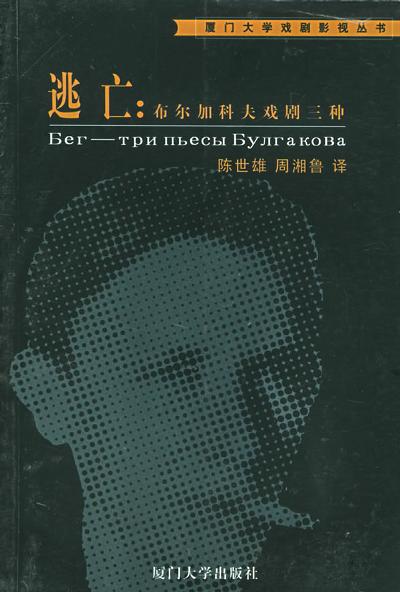 厦门大学戏剧影视丛书
逃亡:布尔加科夫戏剧三种
Бег—три пьесы Булгакова
陈世雄 周湘鲁 译
厦门大学出版社